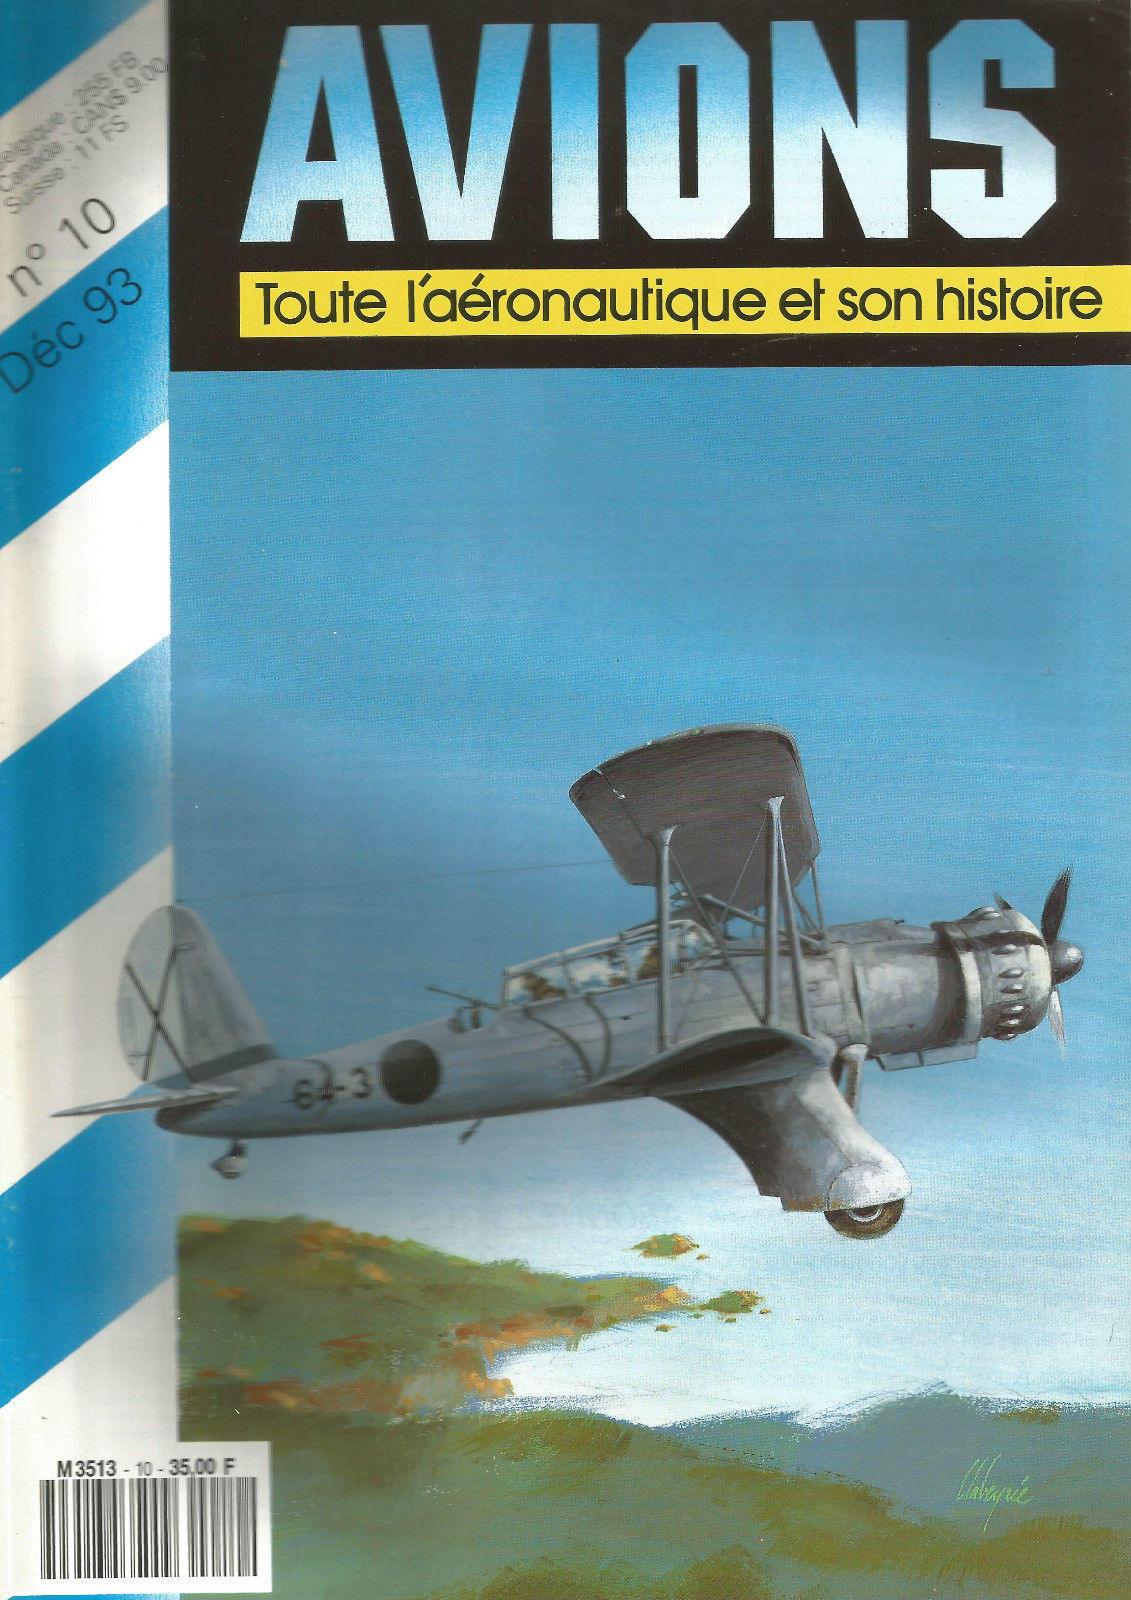 Belgique : 255 FB
Canada : CAN$ 9.00
Suisse : 11 FS
n° 10
Déc 93
AVIONS
Toute l'aéronautique et son histoire
64-3
M 3513 - 10 - 35,00 F